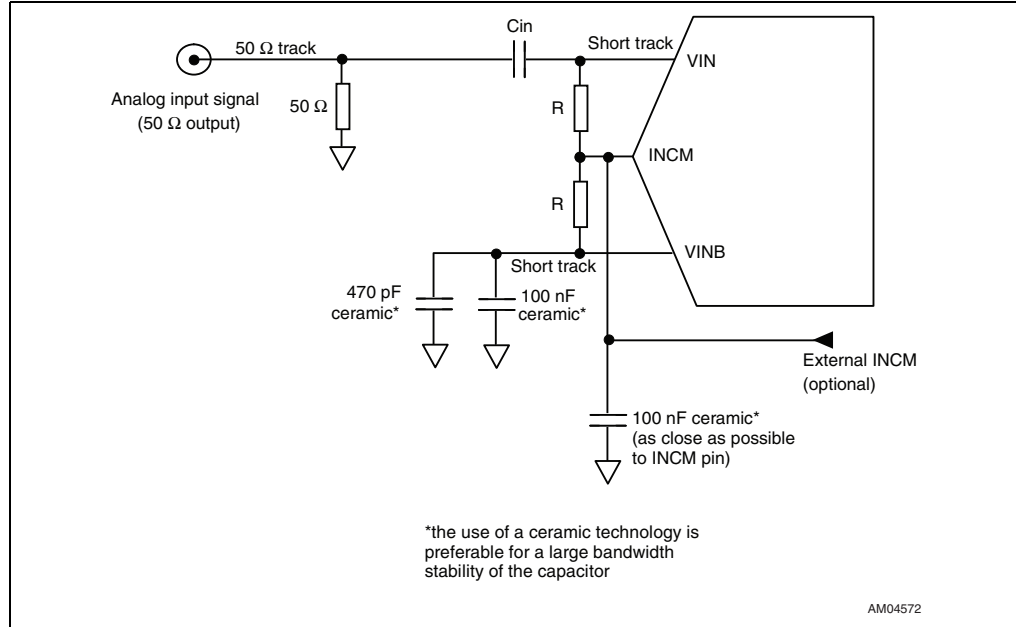 Cin
50 Ω track
Short track
VIN
Analog input signal
(50 Ω output)
50 Ω
R
INCM
R
VINB
Short track
470 pF
ceramic*
100 nF
ceramic*
External INCM
(optional)
100 nF ceramic*
(as close as possible
to INCM pin)
*the use of a ceramic technology is
preferable for a large bandwidth
stability of the capacitor
AM04572